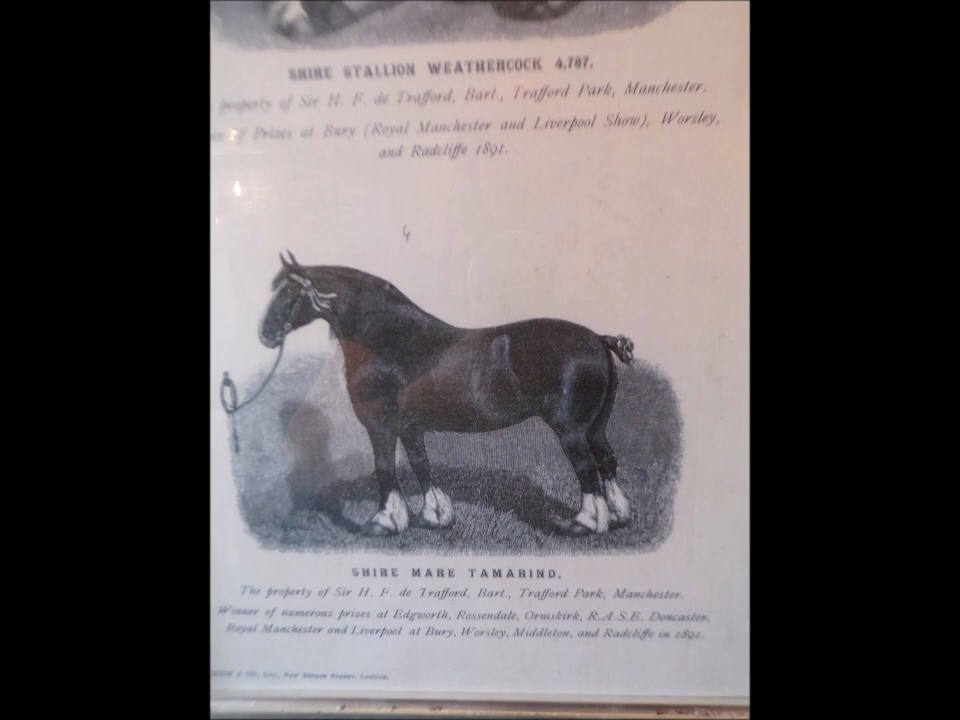 SHIRE STALLION WEATHERCOCK 4,787.
property of Sir H. F. de Trafford, Bart., Trafford Park, Manchester.
of Prizes at Bury (Royal Manchester and Liverpool Show), Worsley,
and Radcliffe 1891.
4
SHIRE MARE TAMARIND.
The property of Sir H. F. de Trafford, Bart., Trafford Park, Manchester.
Winner of numerous prizes at Edgworth, Rossendale, Ormskirk, R.A.S.E. Doncaster,
Royal Manchester and Liverpool at Bury, Worsley, Middleton, and Radcliffe in 1891.
& CO., LTD., NEW BRIDGE STREET, LONDON.